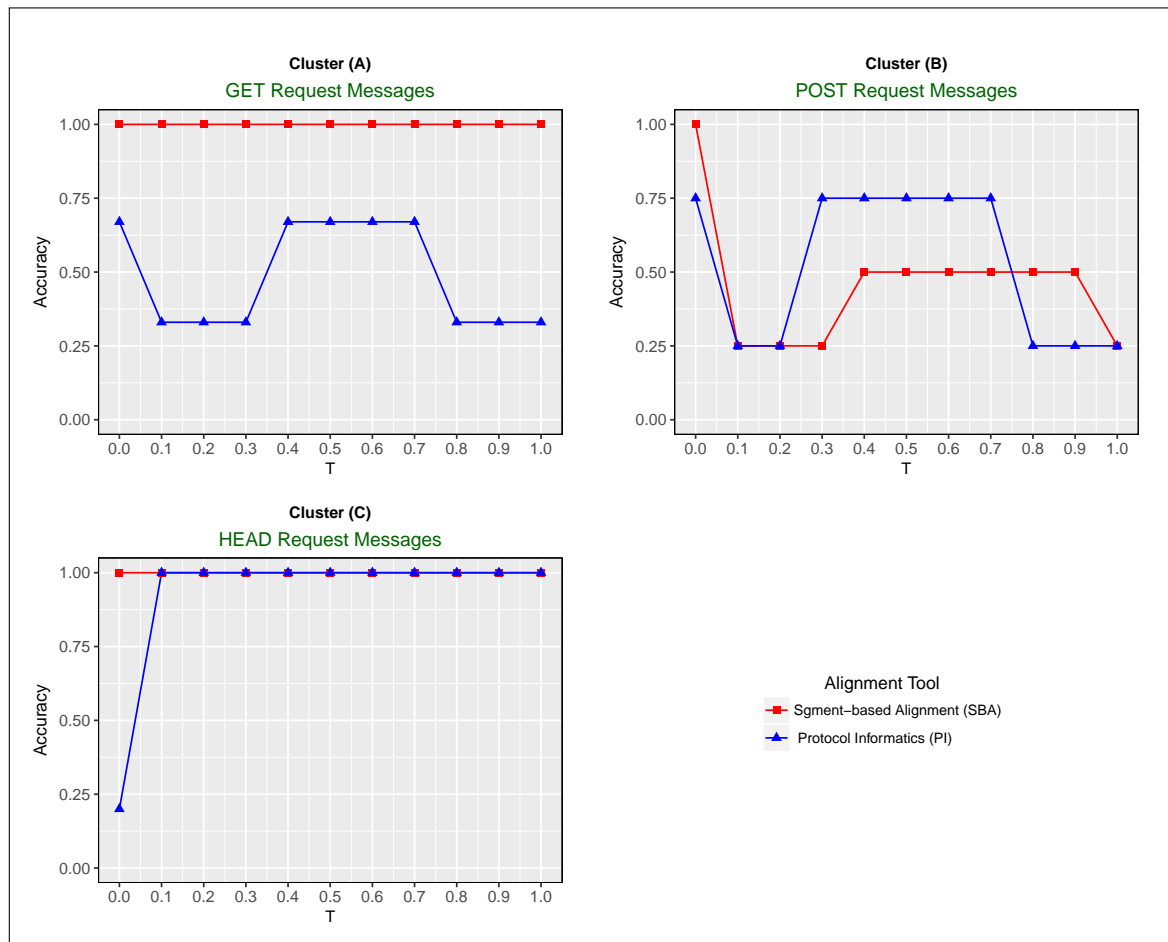 Cluster (A)
GET Request Messages
1.00
0.75
0.50
0.25
0.00
Accuracy
0.0 0.1 0.2 0.3 0.4 0.5 0.6 0.7 0.8 0.9 1.0
T
Cluster (B)
POST Request Messages
1.00
0.75
0.50
0.25
0.00
Accuracy
0.0 0.1 0.2 0.3 0.4 0.5 0.6 0.7 0.8 0.9 1.0
T
Cluster (C)
HEAD Request Messages
1.00
0.75
0.50
0.25
0.00
Accuracy
0.0 0.1 0.2 0.3 0.4 0.5 0.6 0.7 0.8 0.9 1.0
T
Alignment Tool
Sgment−based Alignment (SBA)
Protocol Informatics (PI)